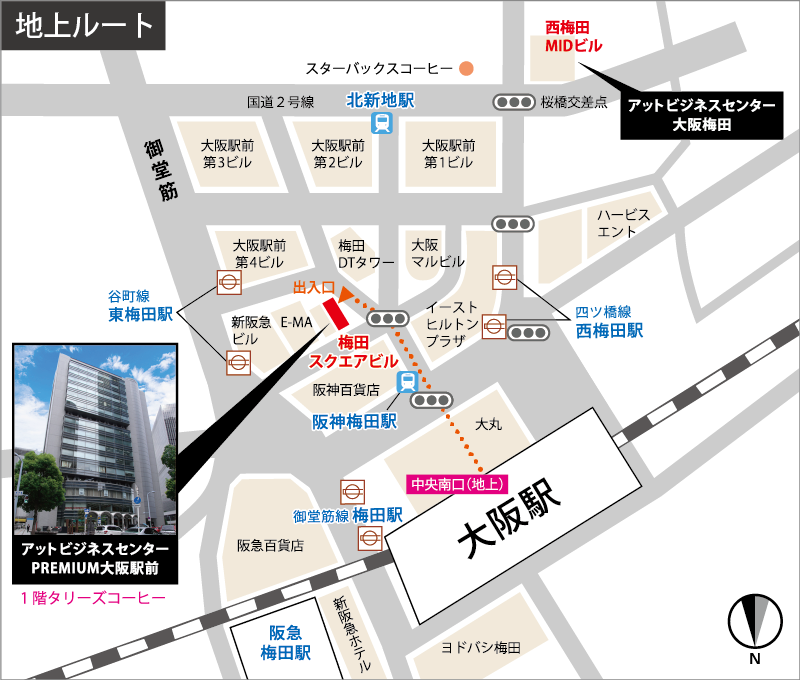 地上ルート
西梅田
MIDビル
スターバックスコーヒー
国道2号線
北新地駅
桜橋交差点
アットビジネスセンター
大阪梅田
御堂筋
大阪駅前
第3ビル
大阪駅前
第2ビル
大阪駅前
第1ビル
ハービス
エント
大阪駅前
第4ビル
梅田
DTタワー
大阪
マルビル
谷町線
東梅田駅
出入口
イースト
ヒルトン
プラザ
四ツ橋線
西梅田駅
新阪急
ビル
E-MA
梅田
スクエアビル
阪神百貨店
阪神梅田駅
大丸
中央南口(地上)
大阪駅
御堂筋線 梅田駅
阪急百貨店
アットビジネスセンター
PREMIUM大阪駅前
1階タリーズコーヒー
阪急
梅田駅
新阪急ホテル
ヨドバシ梅田
N